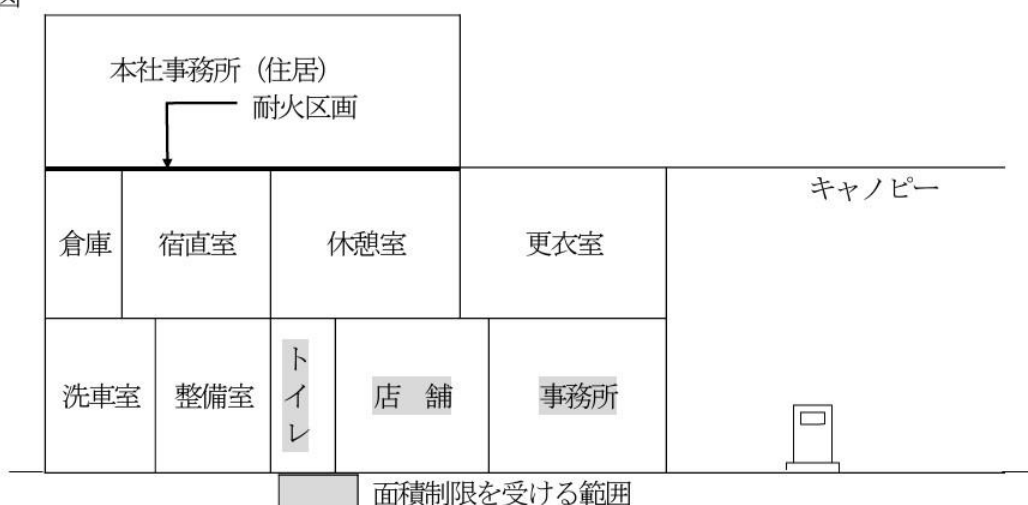 図
本社事務所（住居）
耐火区画
キャノピー
倉庫
宿直室
休憩室
更衣室
洗車室
整備室
トイレ
店　舗
事務所
面積制限を受ける範囲